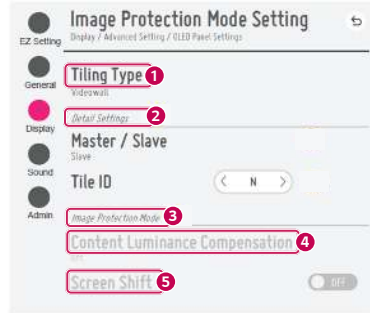 Image Protection Mode Setting
Display / Advanced Setting / OLED Panel Settings
EZ Setting
General
Display
Sound
Admin
Tiling Type 1
Videowall
Detail Settings 2
Master / Slave
Slave
Tile ID < N >
Image Protection Mode 3
Content Luminance Compensation 4
OFF
Screen Shift 5
OFF